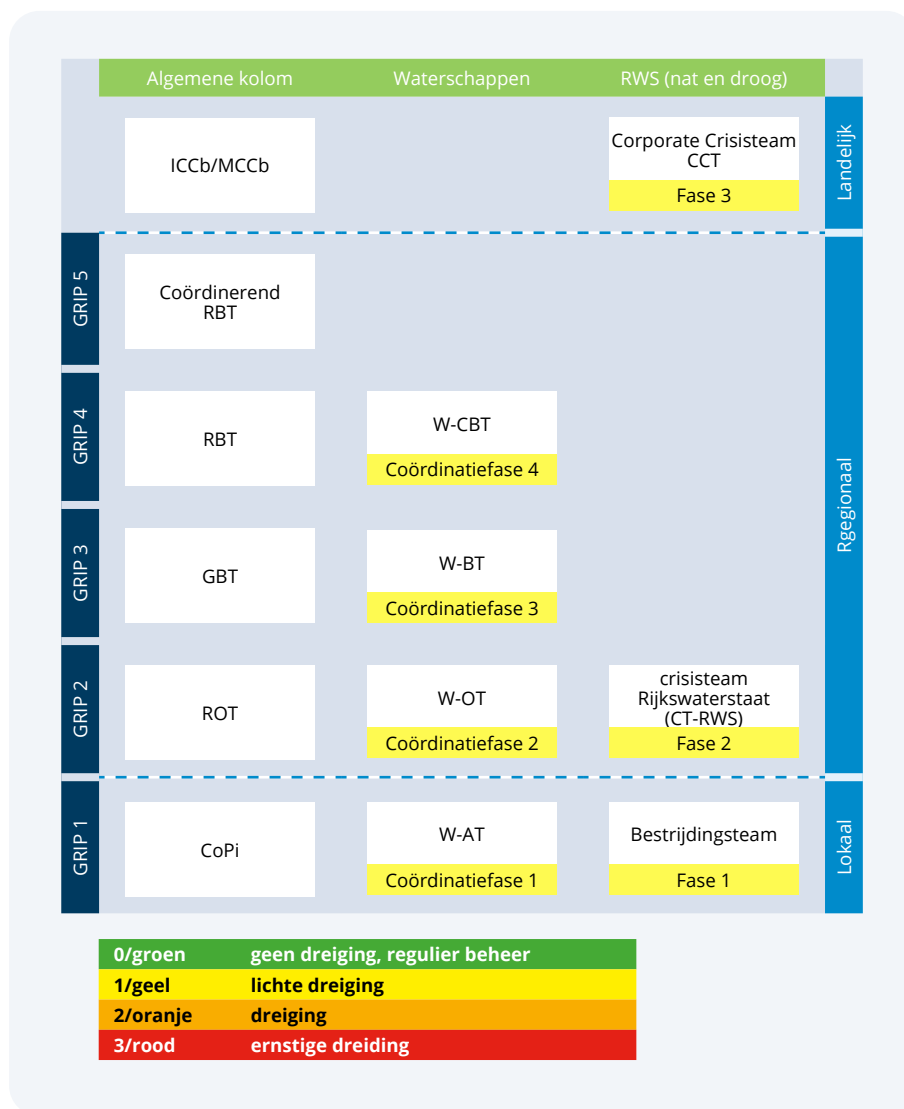 Algemene kolom
Waterschappen
RWS (nat en droog)
ICCb/MCCb
Corporate Crisisteam
CCT
Fase 3
Landelijk
GRIP 5
Coördinerend
RBT
GRIP 4
RBT
W-CBT
Coördinatiefase 4
Rgegionaal
GRIP 3
GBT
W-BT
Coördinatiefase 3
GRIP 2
ROT
W-OT
Coördinatiefase 2
crisisteam
Rijkswaterstaat
(CT-RWS)
Fase 2
GRIP 1
CoPi
W-AT
Coördinatiefase 1
Bestrijdingsteam
Fase 1
Lokaal
0/groen geen dreiging, regulier beheer
1/geel lichte dreiging
2/oranje dreiging
3/rood ernstige dreiding